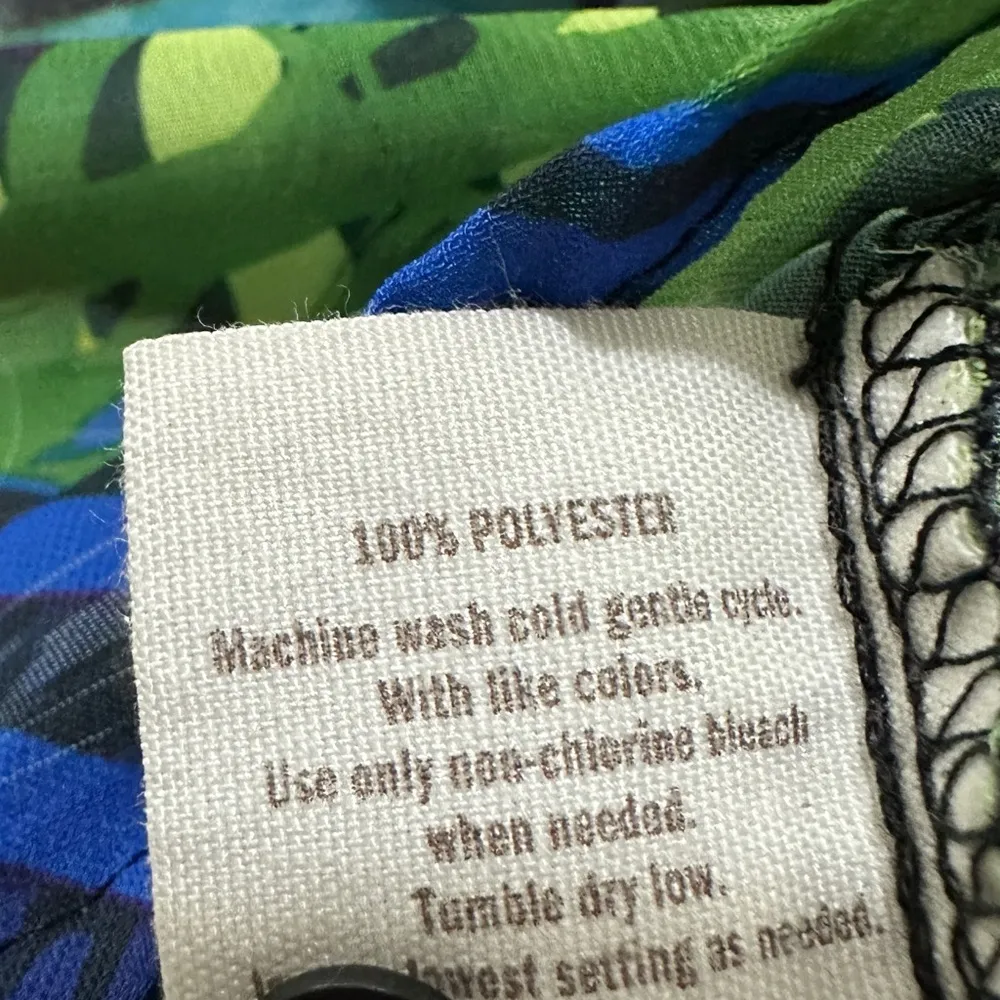 100% POLYESTER
Machine wash cold gentle cycle.
With like colors.
Use only non-chlorine bleach
when needed.
Tumble dry low.
lowest setting as needed.